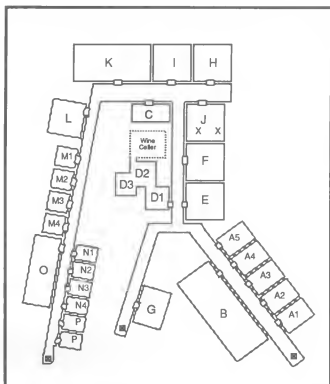 K I H
C J
x x
L
Wine
Cellar
F
M1
D2
M2
D3
E
M3
D1
M4
A5
A4
O N1
A3
N2
A2
N3
G B A1
N4
P
P